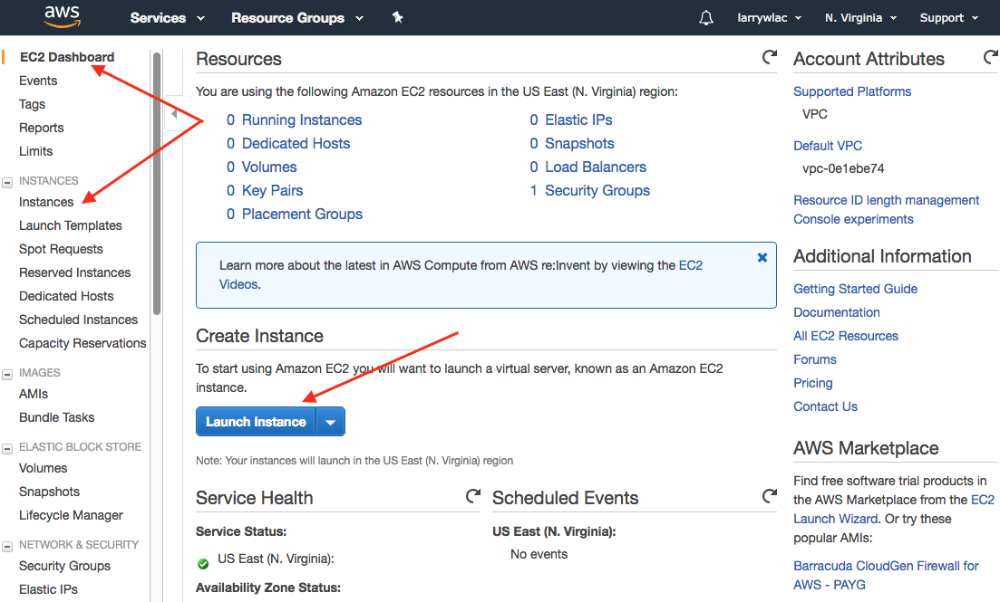 aws
Services
Resource Groups
larrywlac
N. Virginia
Support
EC2 Dashboard
Events
Tags
Reports
Limits
INSTANCES
Instances
Launch Templates
Spot Requests
Reserved Instances
Dedicated Hosts
Scheduled Instances
Capacity Reservations
IMAGES
AMIs
Bundle Tasks
ELASTIC BLOCK STORE
Volumes
Snapshots
Lifecycle Manager
NETWORK & SECURITY
Security Groups
Elastic IPs
Resources
You are using the following Amazon EC2 resources in the US East (N. Virginia) region:
0 Running Instances
0 Dedicated Hosts
0 Volumes
0 Key Pairs
0 Placement Groups
0 Elastic IPs
0 Snapshots
0 Load Balancers
1 Security Groups
Learn more about the latest in AWS Compute from AWS re:Invent by viewing the EC2
Videos.
Create Instance
To start using Amazon EC2 you will want to launch a virtual server, known as an Amazon EC2
instance.
Launch Instance
Note: Your instances will launch in the US East (N. Virginia) region
Service Health
Service Status:
US East (N. Virginia):
Availability Zone Status:
Scheduled Events
US East (N. Virginia):
No events
Account Attributes
Supported Platforms
VPC
Default VPC
vpc-0e1ebe74
Resource ID length management
Console experiments
Additional Information
Getting Started Guide
Documentation
All EC2 Resources
Forums
Pricing
Contact Us
AWS Marketplace
Find free software trial products in
the AWS Marketplace from the EC2
Launch Wizard. Or try these
popular AMIs:
Barracuda CloudGen Firewall for
AWS - PAYG